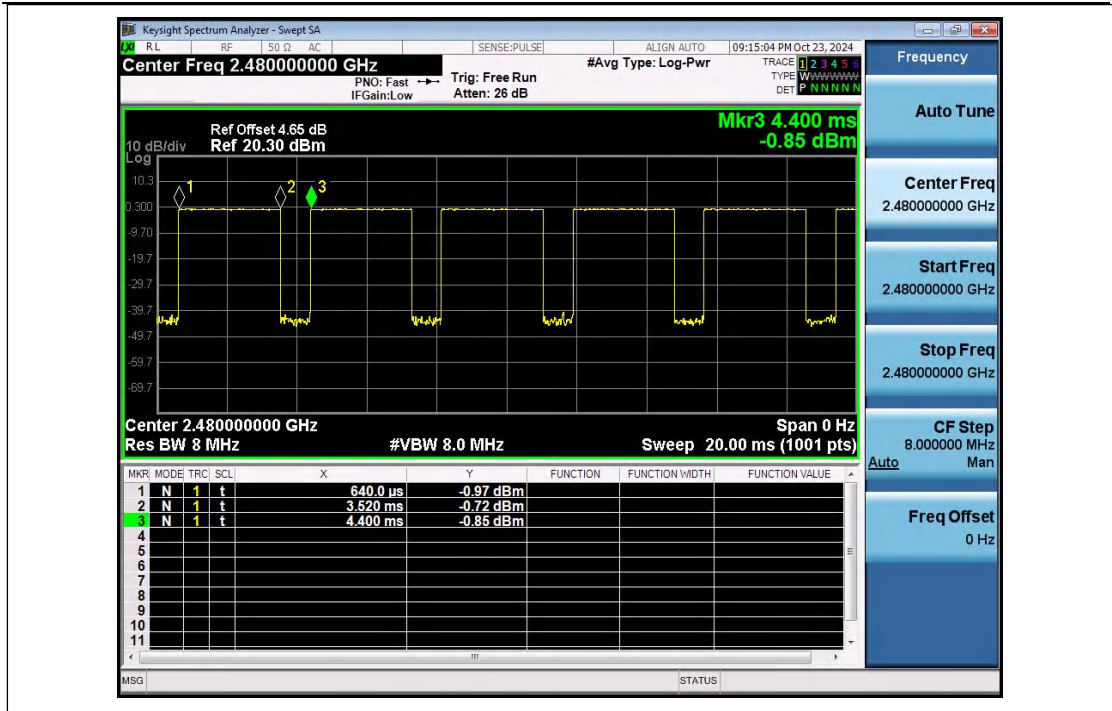 Keysight Spectrum Analyzer - Swept SA
LXI RL RF 50 Ω AC SENSE:PULSE ALIGN AUTO 09:15:04 PM Oct 23, 2024
Center Freq 2.480000000 GHz
PNO: Fast
IFGain:Low
Trig: Free Run
Atten: 26 dB
#Avg Type: Log-Pwr
TRACE 1 2 3 4 5 6
TYPE WWWWWW
DET P N N N N N
Mkr3 4.400 ms
-0.85 dBm
10 dB/div
Log
Ref Offset 4.65 dB
Ref 20.30 dBm
10.3
0.300
-9.70
-19.7
-29.7
-39.7
-49.7
-59.7
-69.7
1
2
3
Center 2.480000000 GHz
Span 0 Hz
Res BW 8 MHz
#VBW 8.0 MHz
Sweep 20.00 ms (1001 pts)
MKR MODE TRC SCL X Y FUNCTION FUNCTION WIDTH FUNCTION VALUE
1 N 1 t 640.0 µs -0.97 dBm
2 N 1 t 3.520 ms -0.72 dBm
3 N 1 t 4.400 ms -0.85 dBm
4
5
6
7
8
9
10
11
MSG
STATUS
Frequency
Auto Tune
Center Freq
2.480000000 GHz
Start Freq
2.480000000 GHz
Stop Freq
2.480000000 GHz
CF Step
8.000000 MHz
Auto Man
Freq Offset
0 Hz